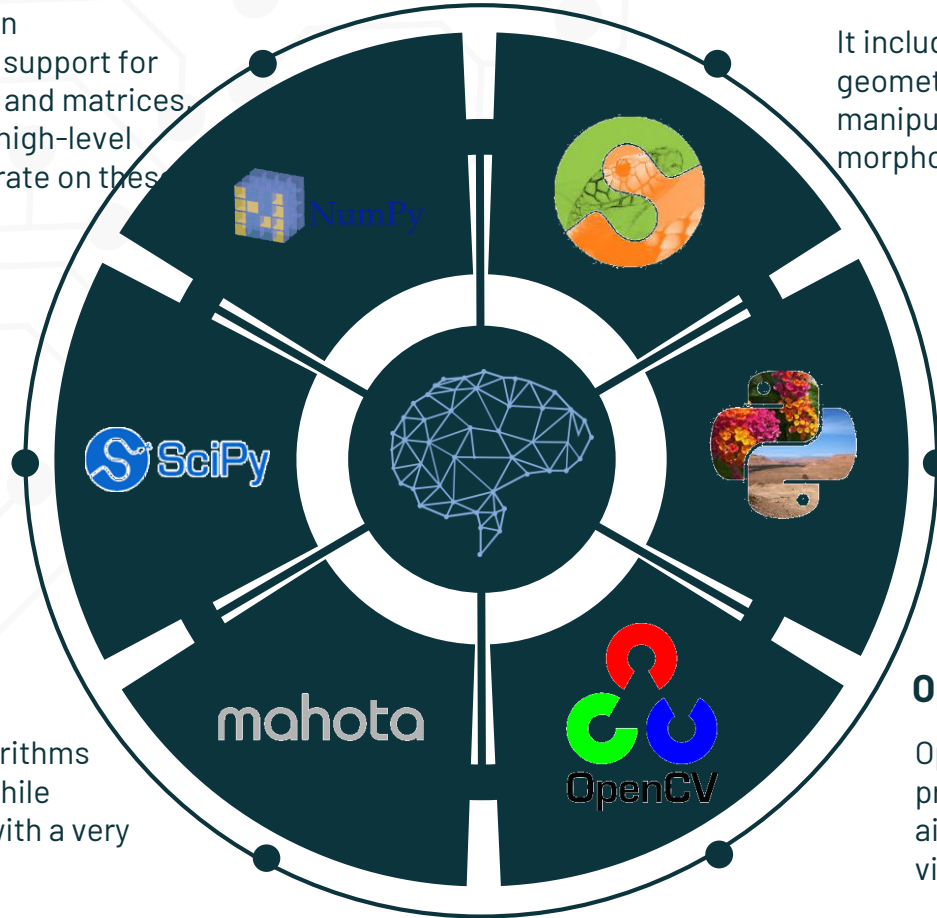 support for
and matrices,
high-level
rate on thes
It includ
geomet
manipu
morpho
NumPy
SciPy
mahota
OpenCV
rithms
hile
with a very
O
Op
pr
ai
vi